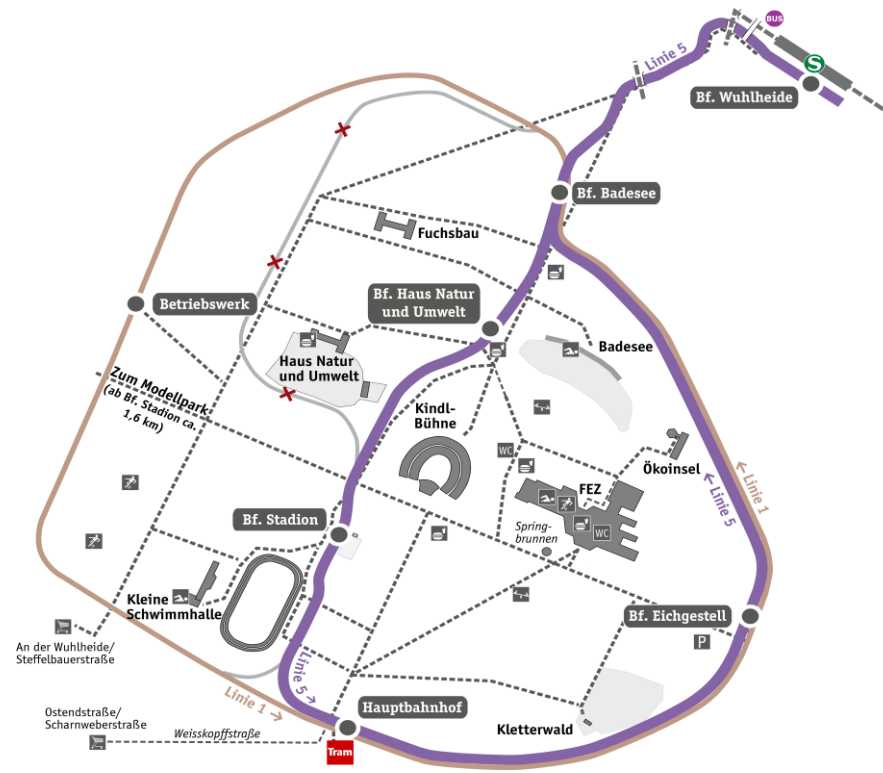 BUS
Linie 5
S
Bf. Wuhlheide
Bf. Badesee
Fuchsbau
Betriebswerk
Bf. Haus Natur
und Umwelt
Badesee
Haus Natur
und Umwelt
Zum Modellpark
(ab Bf. Stadion ca.
1,6 km)
Kindl-
Bühne
WC
Ökoinsel
FEZ
← Linie 1
← Linie 5
Bf. Stadion
Spring-
brunnen
WC
Kleine
Schwimmhalle
Bf. Eichgestell
P
An der Wuhlheide/
Steffelbauerstraße
Linie 5 →
Linie 1 →
Hauptbahnhof
Ostendstraße/
Scharnweberstraße
Weisskopffstraße
Kletterwald
Tram